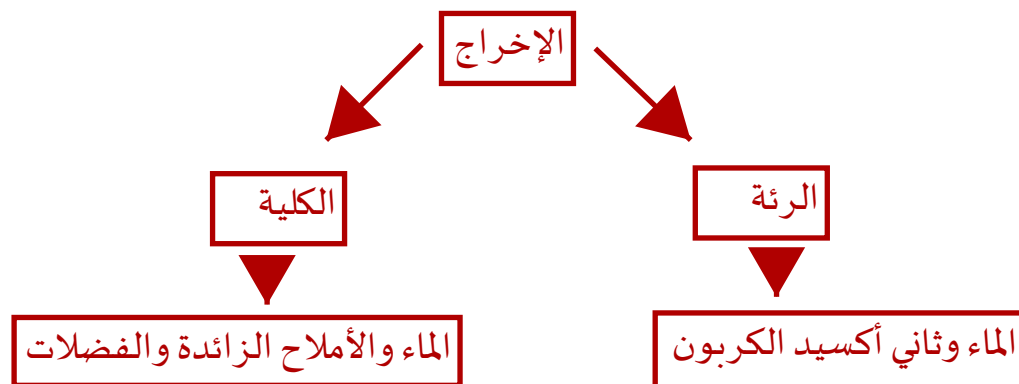 الإخراج
الرئة
الكلية
الماء وثاني أكسيد الكربون
الماء والأملاح الزائدة والفضلات